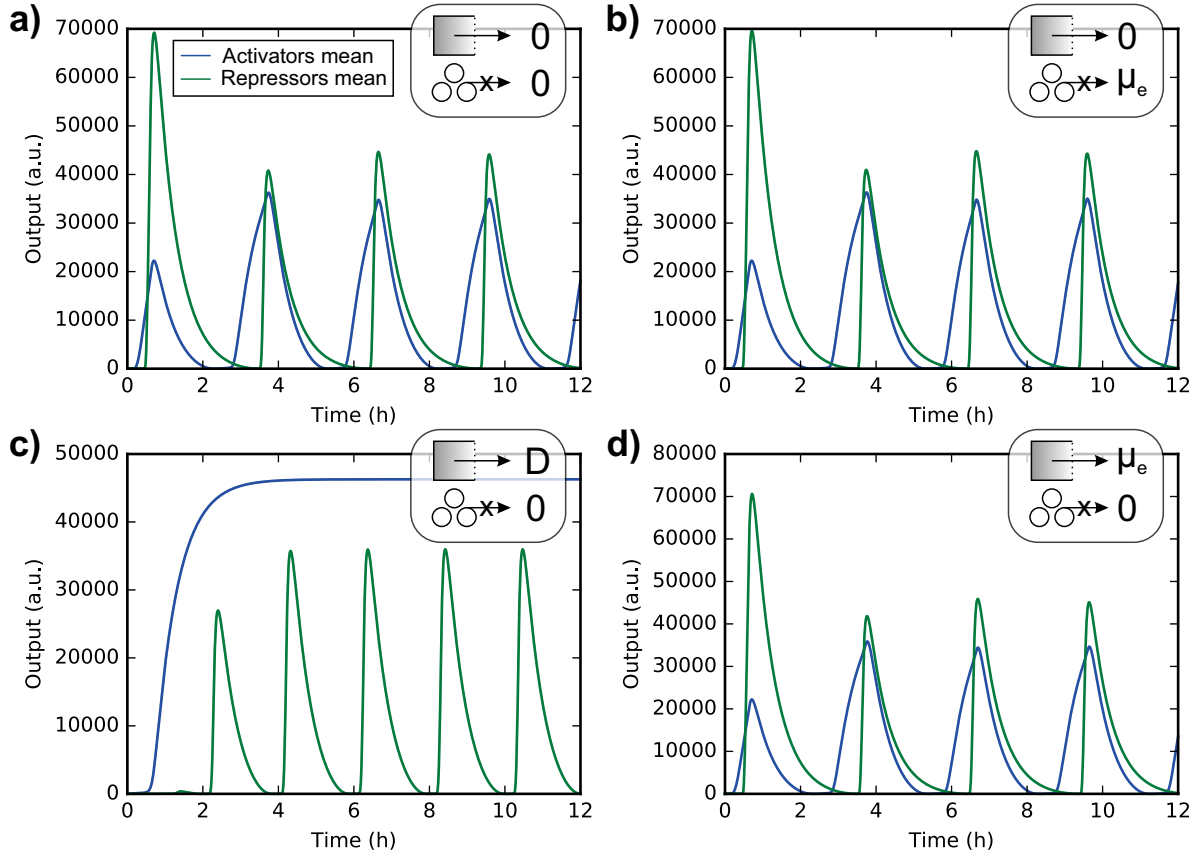 a)
70000
60000
50000
40000
30000
20000
10000
0
Output (a.u.)
0 2 4 6 8 10 12
Time (h)
Activators mean
Repressors mean
0
x 0
b)
70000
60000
50000
40000
30000
20000
10000
0
Output (a.u.)
0 2 4 6 8 10 12
Time (h)
0
x μe
c)
50000
40000
30000
20000
10000
0
Output (a.u.)
0 2 4 6 8 10 12
Time (h)
D
x 0
d)
80000
70000
60000
50000
40000
30000
20000
10000
0
Output (a.u.)
0 2 4 6 8 10 12
Time (h)
μe
x 0